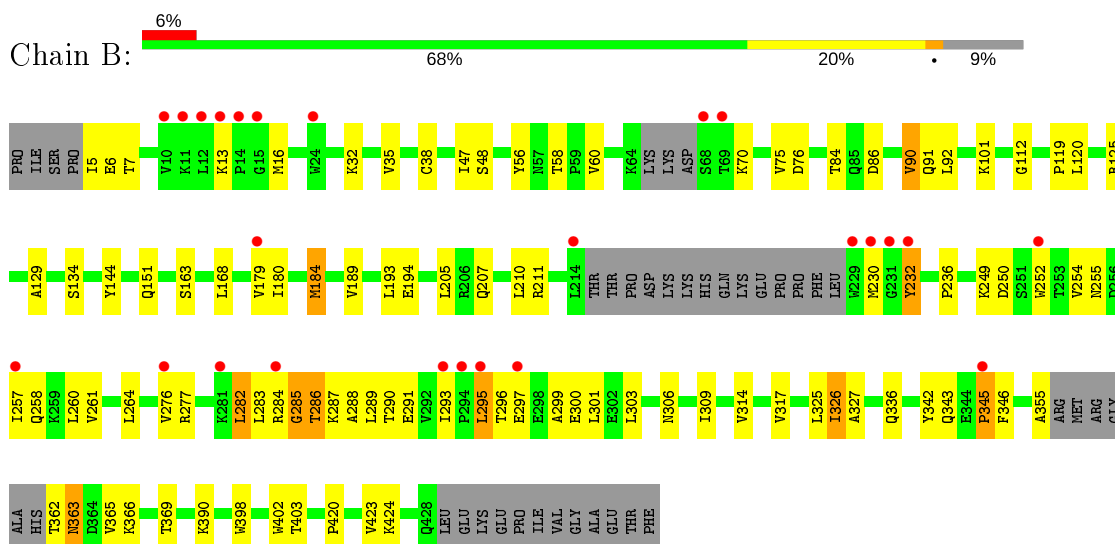 6%
Chain B:
68% 20% • 9%
PRO ILE SER PRO I5 E6 T7 V10 K11 L12 K13 P14 G15 M16 W24 K32 V35 C38 I47 S48 Y56 N57 T58 P59 V60 K64 LYS LYS ASP S68 T69 K70 V75 D76 T84 Q85 D86 V90 Q91 L92 K101 G112 P119 L120
A129 S134 Y144 Q151 S163 L168 V179 I180 M184 V189 L193 E194 L205 R206 Q207 L210 R211 L214 THR THR PRO ASP LYS LYS HIS GLN LYS GLU PRO PRO PHE LEU W229 M230 G231 Y232 P236 K249 D250 S251 W252 T253 V254 N255
I257 Q258 K259 L260 V261 L264 V276 R277 K281 L282 L283 R284 G285 T286 K287 A288 L289 T290 E291 V292 I293 P294 L295 T296 E297 E298 A299 E300 L301 E302 L303 N306 I309 V314 V317 L325 I326 A327 Q336 Y342 Q343 E344 P345 F346 A355 ARG MET ARG GLY
ALA HIS T362 N363 D364 V365 K366 T369 K390 W398 W402 T403 P420 V423 K424 Q428 LEU GLU LYS GLU PRO ILE VAL GLY ALA GLU THR PHE